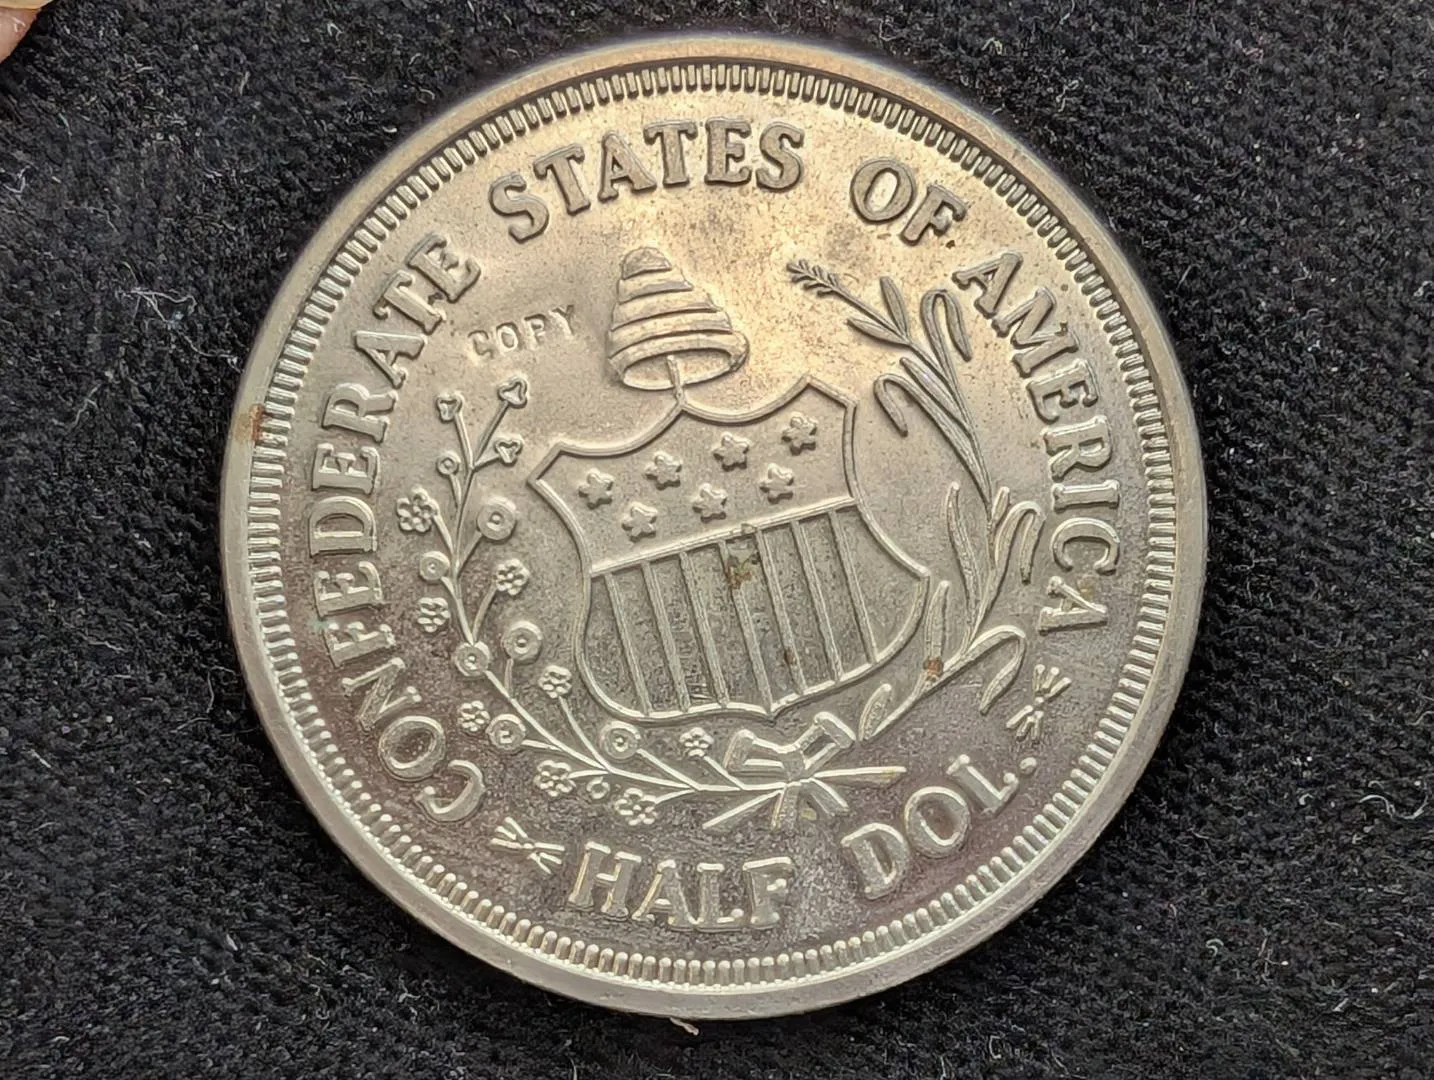 CONFEDERATE STATES OF AMERICA
COPY
HALF DOL.